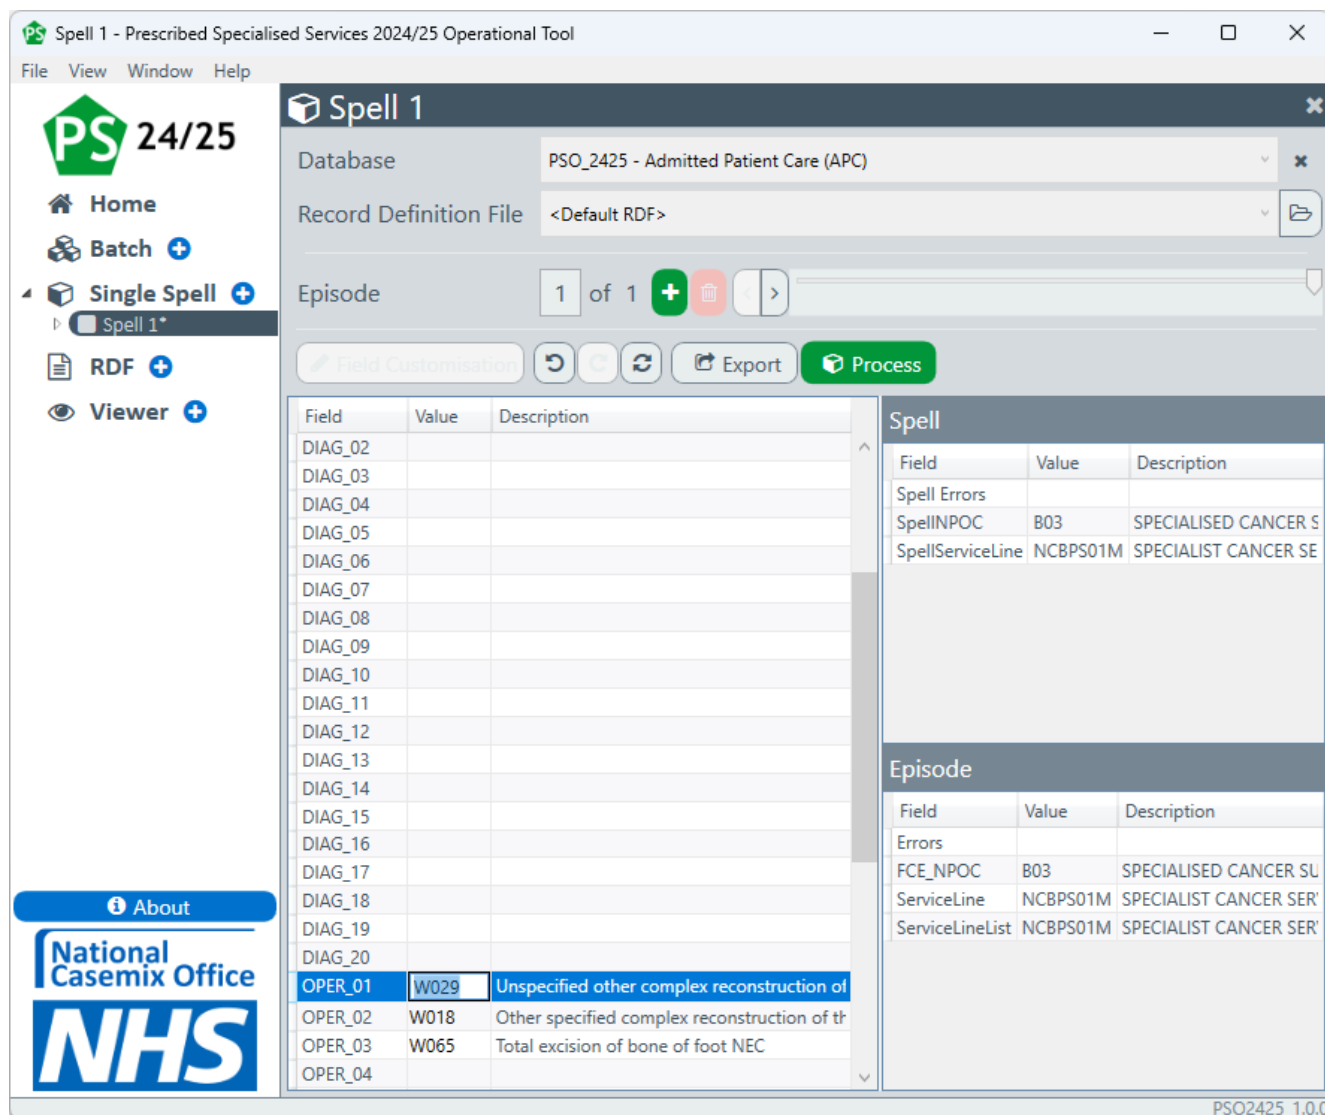 Spell 1 - Prescribed Specialised Services 2024/25 Operational Tool
File View Window Help
PS 24/25
Home
Batch
Single Spell
Spell 1*
RDF
Viewer
About
National
Casemix Office
NHS
Spell 1
Database PSO_2425 - Admitted Patient Care (APC)
Record Definition File <Default RDF>
Episode 1 of 1
Field Customisation Export Process
Field Value Description
DIAG_02
DIAG_03
DIAG_04
DIAG_05
DIAG_06
DIAG_07
DIAG_08
DIAG_09
DIAG_10
DIAG_11
DIAG_12
DIAG_13
DIAG_14
DIAG_15
DIAG_16
DIAG_17
DIAG_18
DIAG_19
DIAG_20
OPER_01 W029 Unspecified other complex reconstruction of
OPER_02 W018 Other specified complex reconstruction of th
OPER_03 W065 Total excision of bone of foot NEC
OPER_04
Spell
Field Value Description
Spell Errors
SpellNPOC B03 SPECIALISED CANCER S
SpellServiceLine NCBPS01M SPECIALIST CANCER SE
Episode
Field Value Description
Errors
FCE_NPOC B03 SPECIALISED CANCER SU
ServiceLine NCBPS01M SPECIALIST CANCER SER
ServiceLineList NCBPS01M SPECIALIST CANCER SER
PSO2425 1.0.0